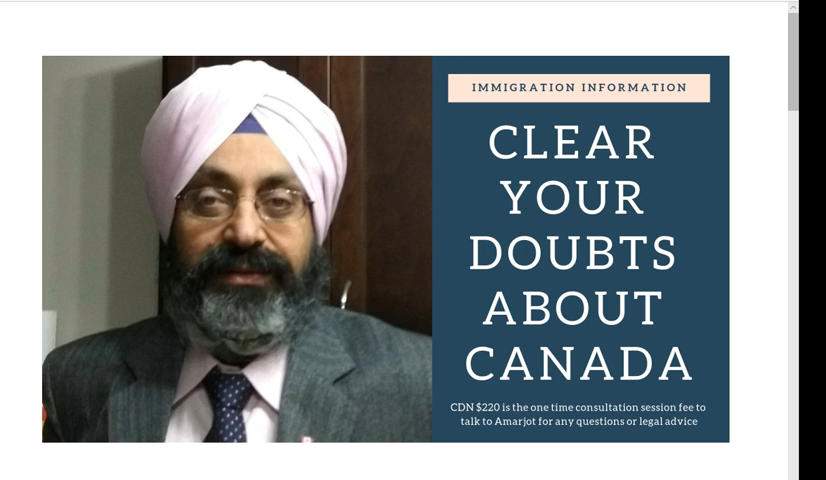 IMMIGRATION INFORMATION
CLEAR
YOUR
DOUBTS
ABOUT
CANADA
CDN $220 is the one time consultation session fee to
talk to Amarjot for any questions or legal advice